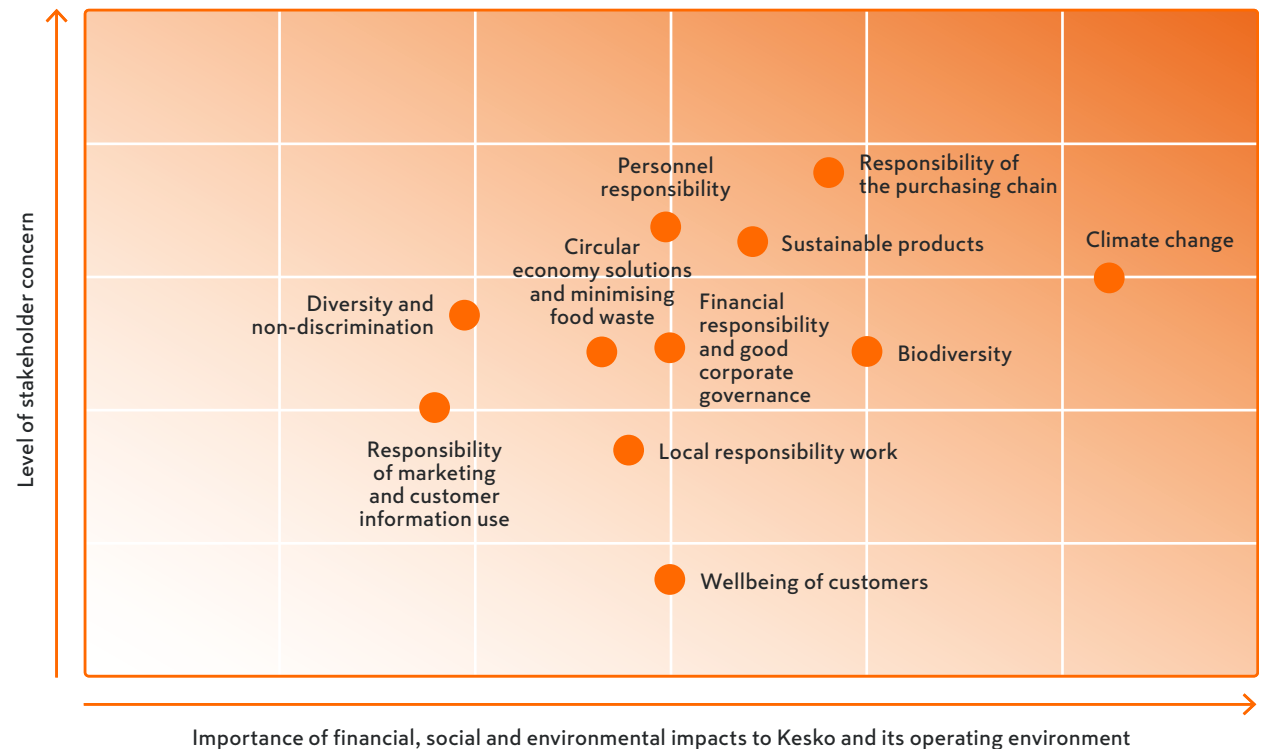 Level of stakeholder concern
Personnel
responsibility
Responsibility of
the purchasing chain
Circular
economy solutions
and minimising
food waste
Sustainable products
Climate change
Diversity and
non-discrimination
Financial
responsibility
and good
corporate
governance
Biodiversity
Responsibility
of marketing
and customer
information use
Local responsibility work
Wellbeing of customers
Importance of financial, social and environmental impacts to Kesko and its operating environment